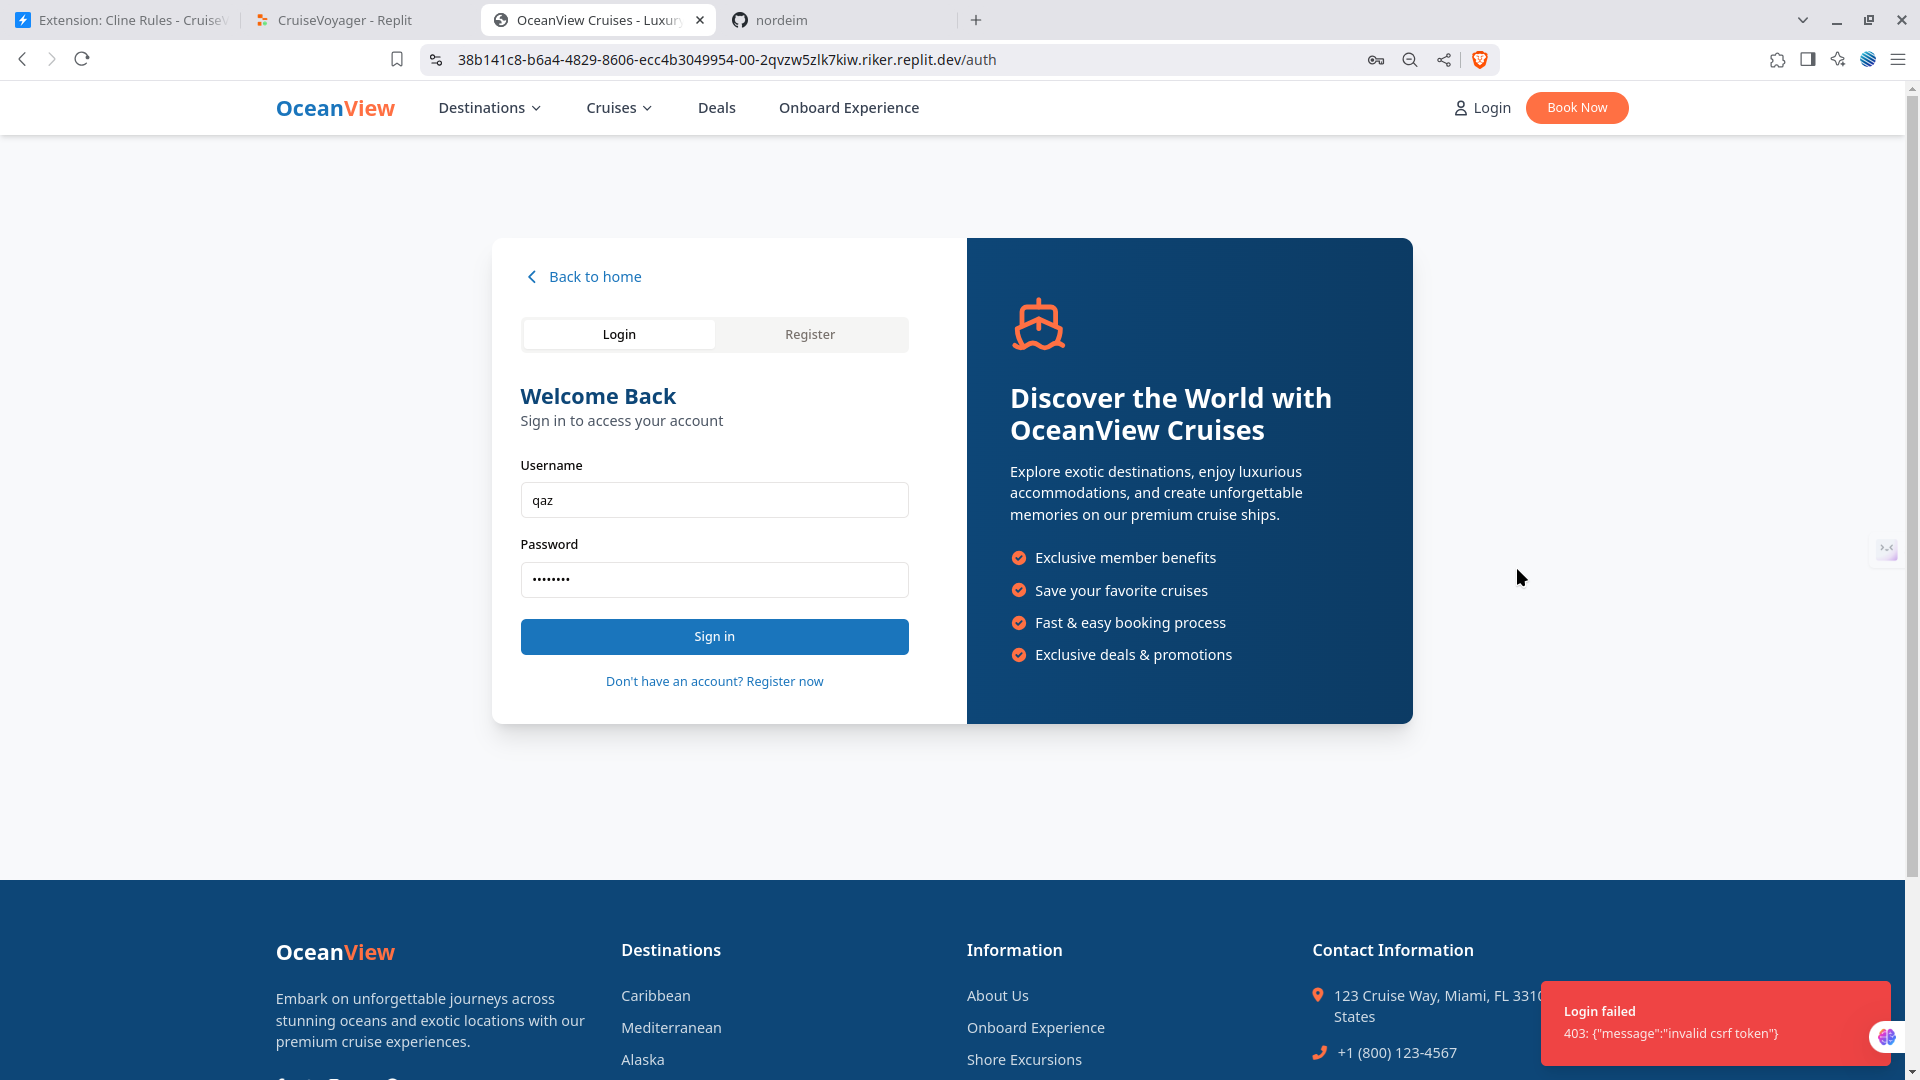 Extension: Cline Rules - Cruise
CruiseVoyager - Replit
OceanView Cruises - Luxur
nordeim
38b141c8-b6a4-4829-8606-ecc4b3049954-00-2qvzw5zlk7kiw.riker.replit.dev/auth
OceanView
Destinations
Cruises
Deals
Onboard Experience
Login
Book Now
Back to home
Login
Register
Welcome Back
Sign in to access your account
Username
qaz
Password
••••••••
Sign in
Don't have an account? Register now
Discover the World with
OceanView Cruises
Explore exotic destinations, enjoy luxurious
accommodations, and create unforgettable
memories on our premium cruise ships.
Exclusive member benefits
Save your favorite cruises
Fast & easy booking process
Exclusive deals & promotions
OceanView
Embark on unforgettable journeys across
stunning oceans and exotic locations with our
premium cruise experiences.
Destinations
Caribbean
Mediterranean
Alaska
Information
About Us
Onboard Experience
Shore Excursions
Contact Information
123 Cruise Way, Miami, FL 3310
States
+1 (800) 123-4567
Login failed
403: {"message":"invalid csrf token"}